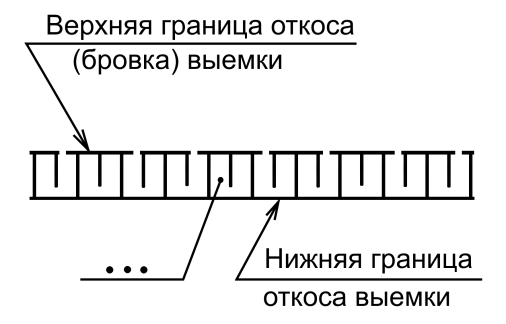 Верхняя граница откоса
(бровка) выемки
...
Нижняя граница
откоса выемки